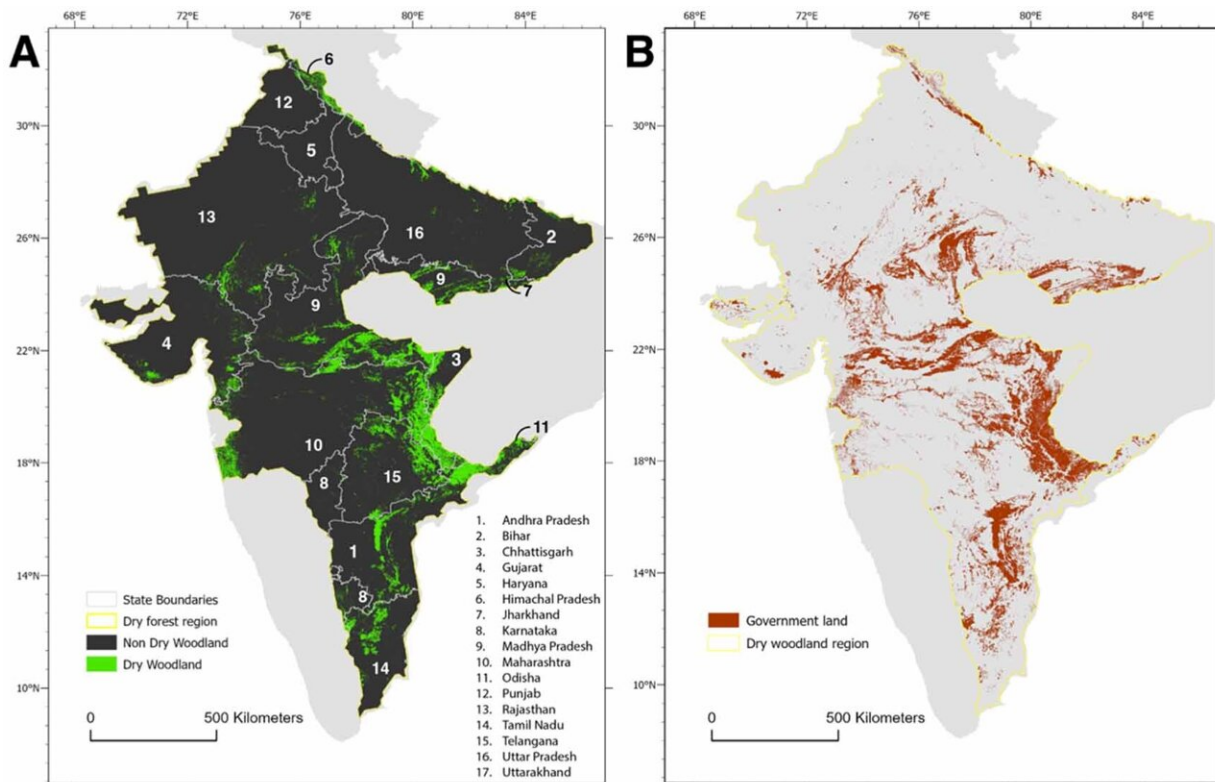 68°E 72°E 76°E 80°E 84°E
A
6
12
30°N
5
13
26°N
16
2
9
7
9
4
22°N
3
11
10
18°N
8
15
1
14°N
8
14
10°N
State Boundaries
Dry forest region
Non Dry Woodland
Dry Woodland
0 500 Kilometers
1. Andhra Pradesh
2. Bihar
3. Chhattisgarh
4. Gujarat
5. Haryana
6. Himachal Pradesh
7. Jharkhand
8. Karnataka
9. Madhya Pradesh
10. Maharashtra
11. Odisha
12. Punjab
13. Rajasthan
14. Tamil Nadu
15. Telangana
16. Uttar Pradesh
17. Uttarakhand
68°E 72°E 76°E 80°E 84°E
B
30°N
26°N
22°N
18°N
14°N
10°N
Government land
Dry woodland region
0 500 Kilometers